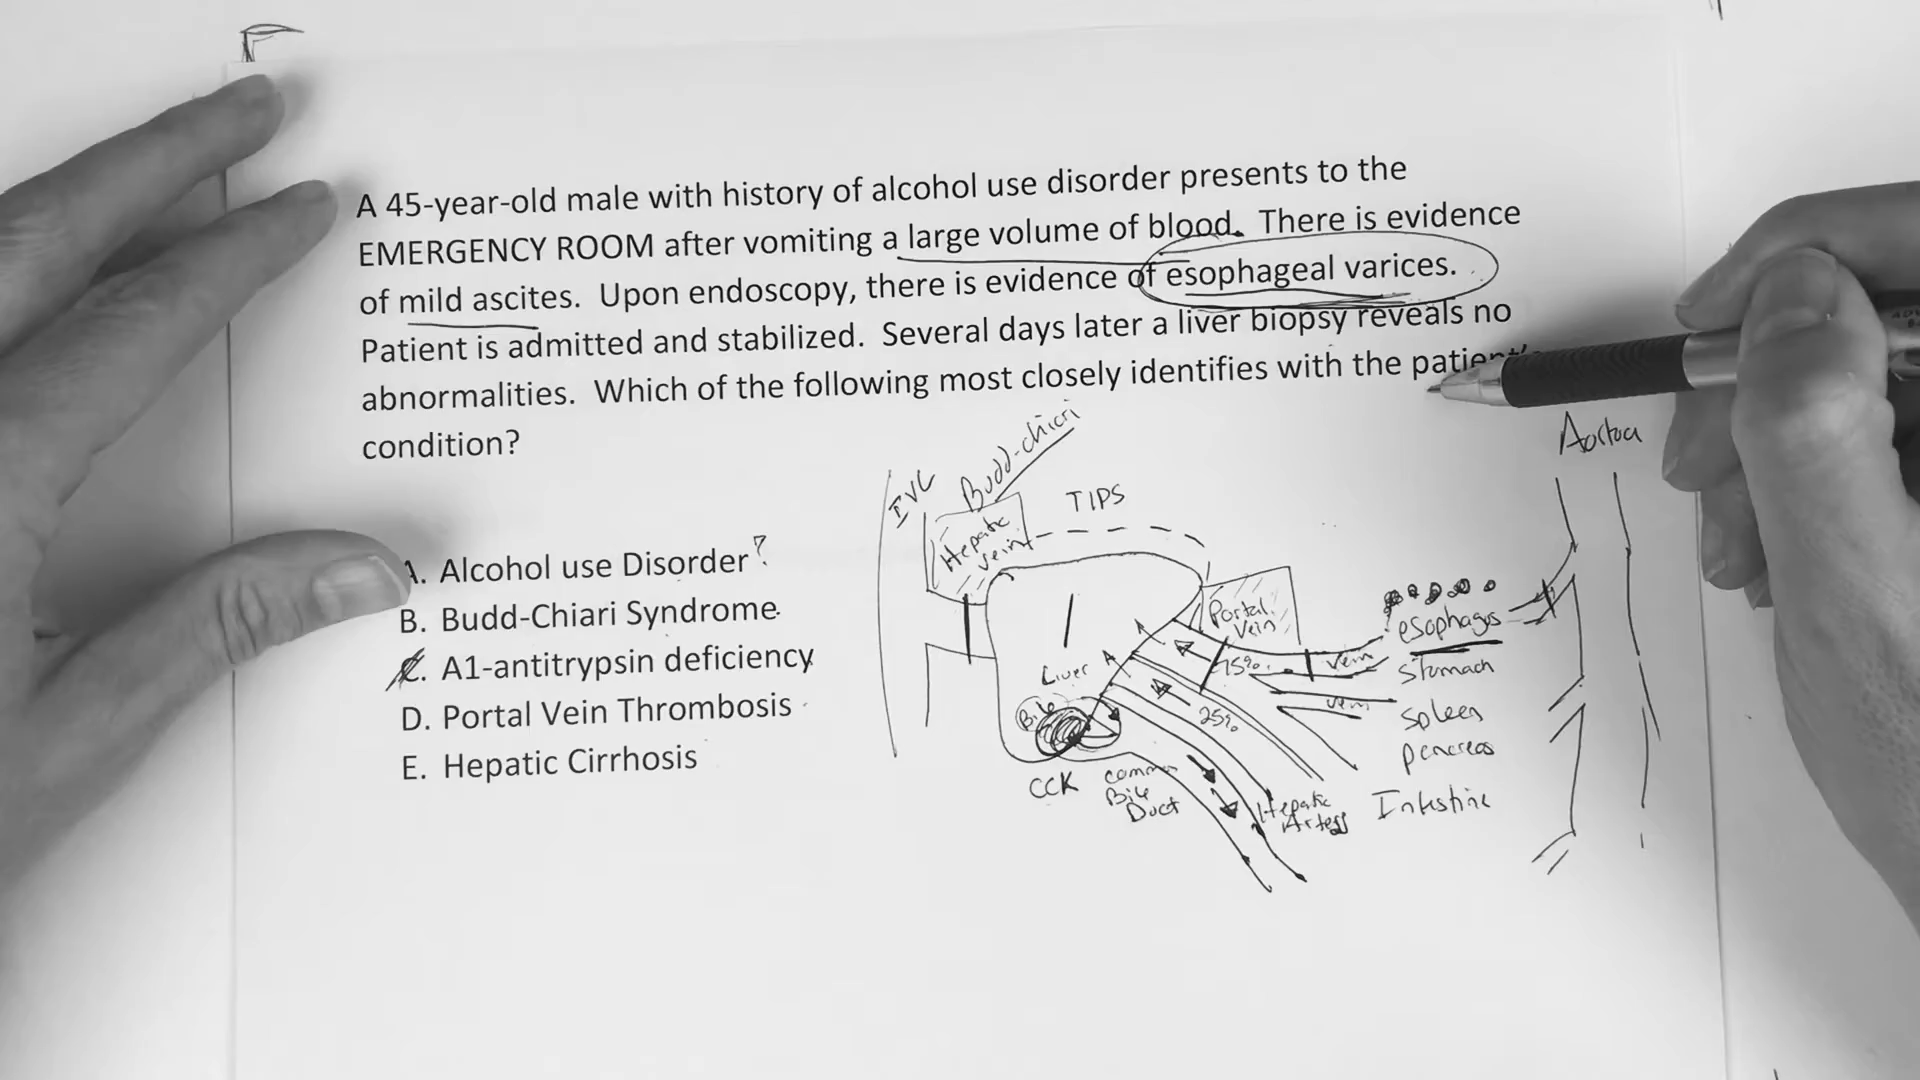 A 45-year-old male with history of alcohol use disorder presents to the
EMERGENCY ROOM after vomiting a large volume of blood. There is evidence
of mild ascites. Upon endoscopy, there is evidence of esophageal varices.
Patient is admitted and stabilized. Several days later a liver biopsy reveals no
abnormalities. Which of the following most closely identifies with the patient's
condition?
A. Alcohol use Disorder?
B. Budd-Chiari Syndrome.
C. A1-antitrypsin deficiency
D. Portal Vein Thrombosis
E. Hepatic Cirrhosis
IVC
Budd-chiari
TIPS
Hepatic
vein
Portal
Vein
Liver
Bile
CCK
Common
Bile
Duct
75%
25%
Hepatic
vein
vein
esophagus
Stomach
Spleen
pancreas
Intestine